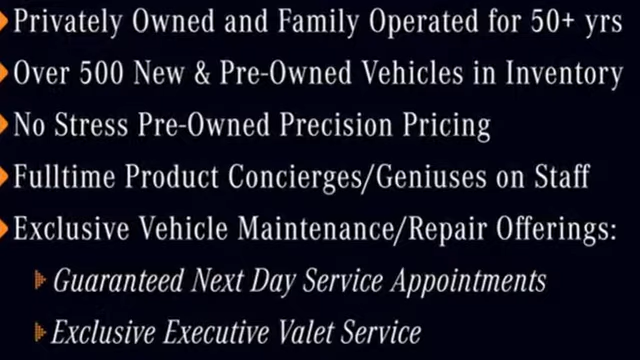 Privately Owned and Family Operated for 50+ yrs
Over 500 New & Pre-Owned Vehicles in Inventory
No Stress Pre-Owned Precision Pricing
Fulltime Product Concierges/Geniuses on Staff
Exclusive Vehicle Maintenance/Repair Offerings:
Guaranteed Next Day Service Appointments
Exclusive Executive Valet Service